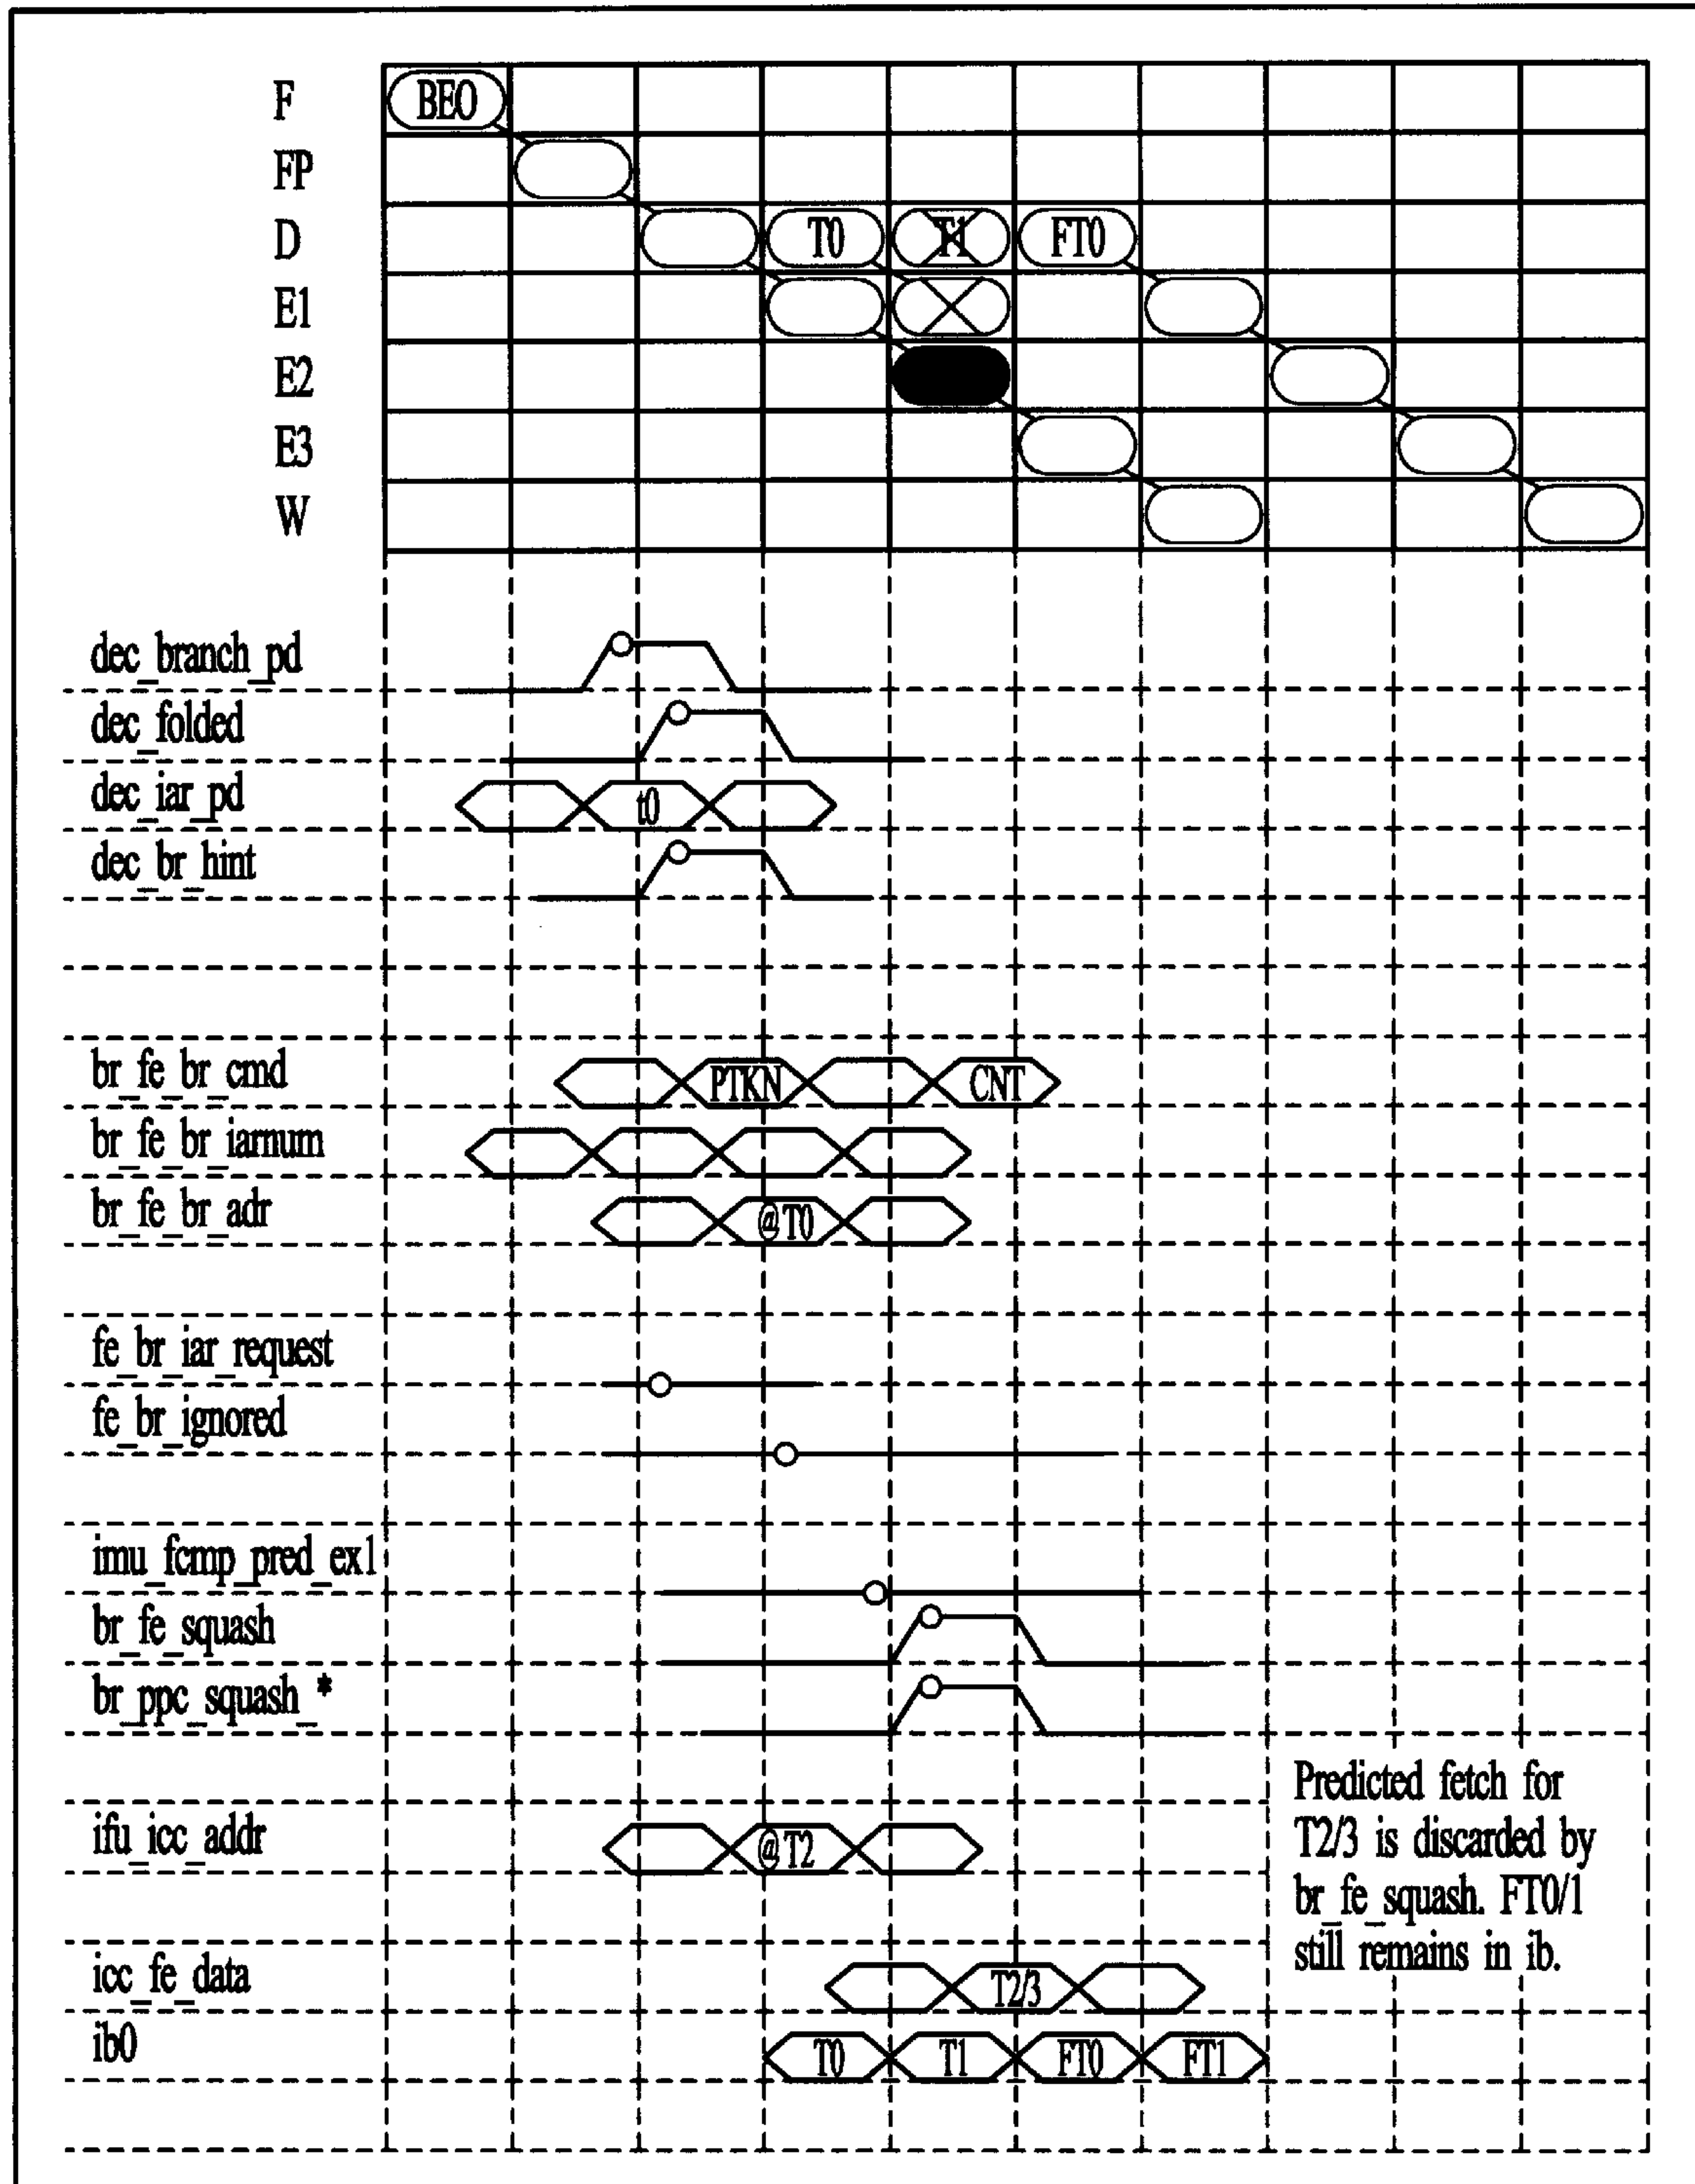 F BEO
FP
D T0 T1 FT0
E1
E2
E3
W
dec_branch_pd
dec_folded
dec_iar_pd t0
dec_br_hint
br_fe_br_cmd PTKN CNT
br_fe_br_iarnum
br_fe_br_adr @T0
fe_br_iar_request
fe_br_ignored
imu_fcmp_pred_ex1
br_fe_squash
br_ppc_squash_*
Predicted fetch for
T2/3 is discarded by
br_fe_squash. FT0/1
still remains in ib.
ifu_icc_addr @T2
icc_fe_data T2/3
ib0 T0 T1 FT0 FT1